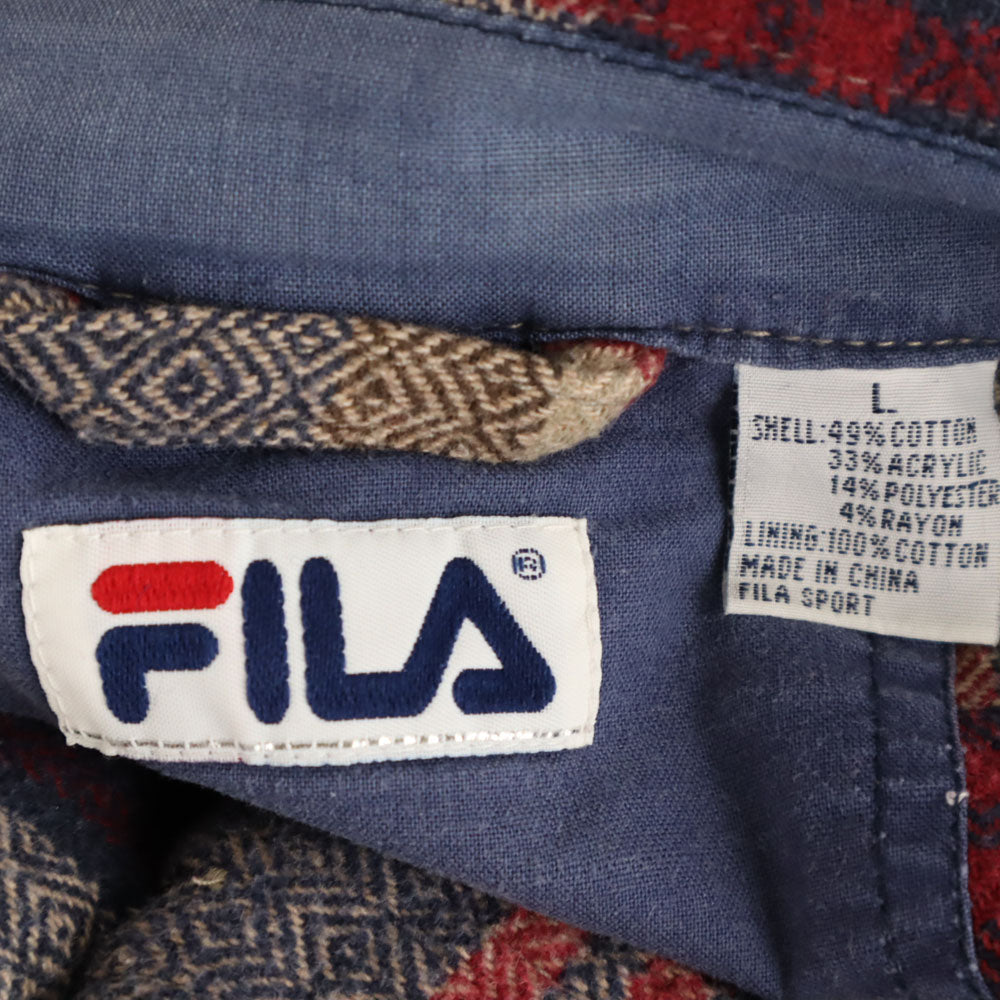 FILA®
L
SHELL:49% COTTON
33% ACRYLIC
14% POLYESTER
4% RAYON
LINING:100% COTTON
MADE IN CHINA
FILA SPORT